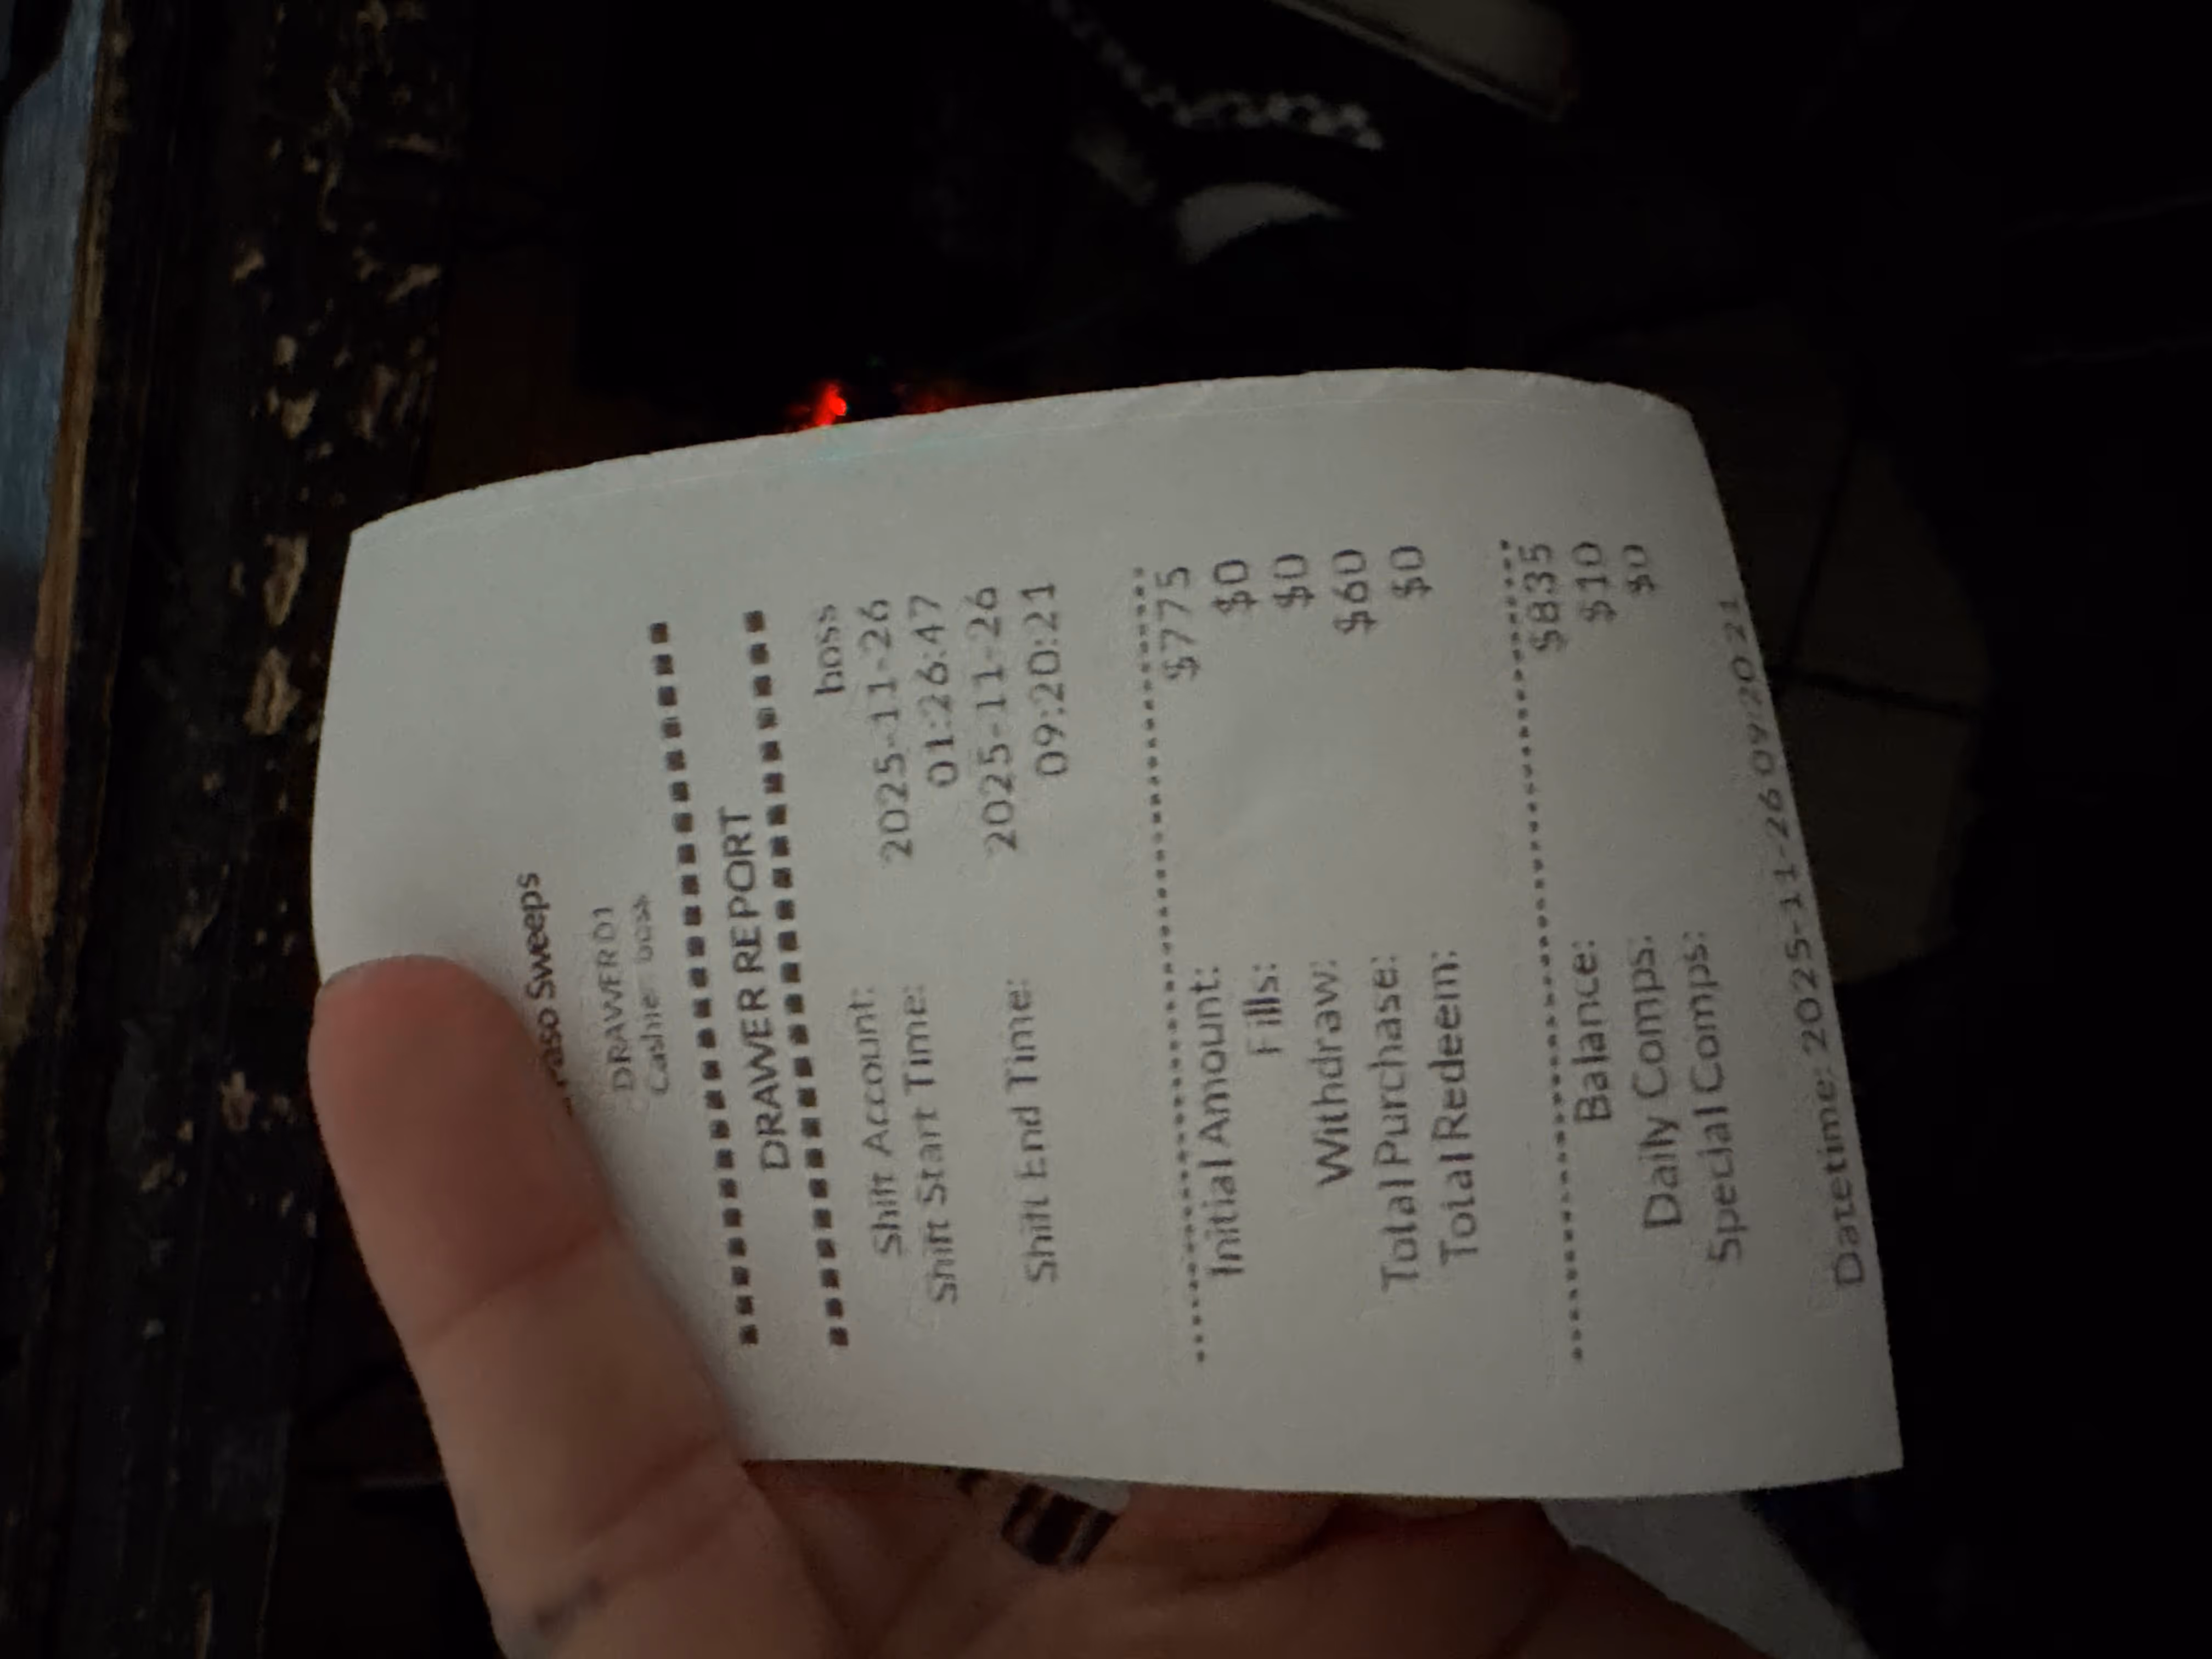 Sweeps
DRAWER01
Cashier: boss
DRAWER REPORT
Shift Account: boss
Shift Start Time: 2025-11-26
01:26:47
Shift End Time: 2025-11-26
09:20:21
Initial Amount: $775
Fills: $0
Withdraw: $0
Total Purchase: $60
Total Redeem: $0
Balance: $835
Daily Comps: $10
Special Comps: $0
Datetime: 2025-11-26 09:20:21